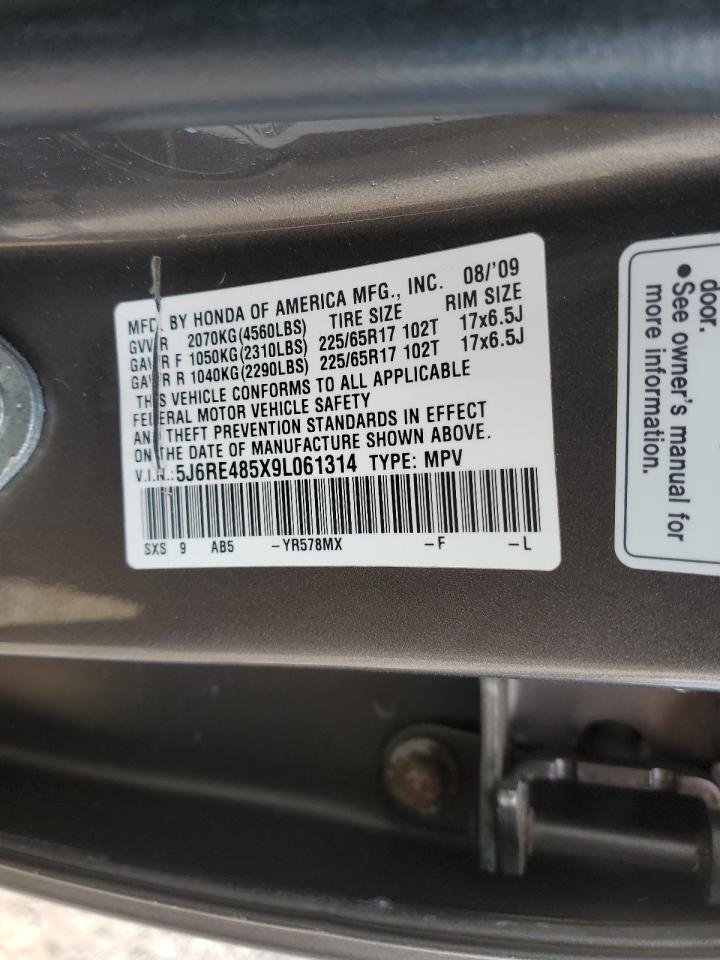 MFD. BY HONDA OF AMERICA MFG., INC. 08/'09
GVWR 2070KG(4560LBS) TIRE SIZE RIM SIZE
GAWR F 1050KG(2310LBS) 225/65R17 102T 17x6.5J
GAWR R 1040KG(2290LBS) 225/65R17 102T 17x6.5J
THIS VEHICLE CONFORMS TO ALL APPLICABLE
FEDERAL MOTOR VEHICLE SAFETY
AND THEFT PREVENTION STANDARDS IN EFFECT
ON THE DATE OF MANUFACTURE SHOWN ABOVE.
V.I.N.:5J6RE485X9L061314 TYPE: MPV
SXS 9 AB5 -YR578MX -F -L
door.
•See owner's manual for
more information.